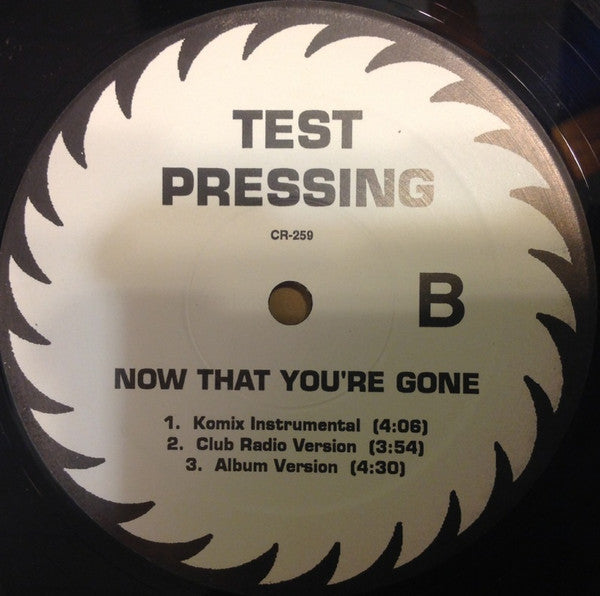 TEST
PRESSING
CR-259
B
NOW THAT YOU'RE GONE
1. Komix Instrumental (4:06)
2. Club Radio Version (3:54)
3. Album Version (4:30)